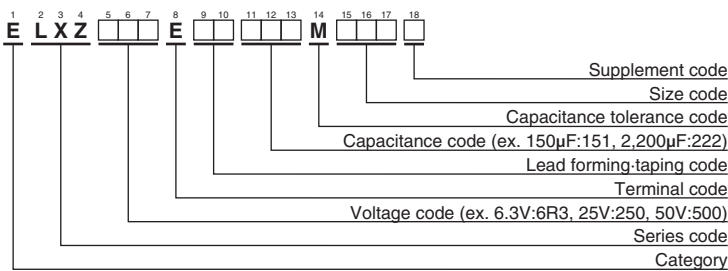 1 2 3 4 5 6 7 8 9 10 11 12 13 14 15 16 17 18
E L X Z E M
Supplement code
Size code
Capacitance tolerance code
Capacitance code (ex. 150µF:151, 2,200µF:222)
Lead forming·taping code
Terminal code
Voltage code (ex. 6.3V:6R3, 25V:250, 50V:500)
Series code
Category